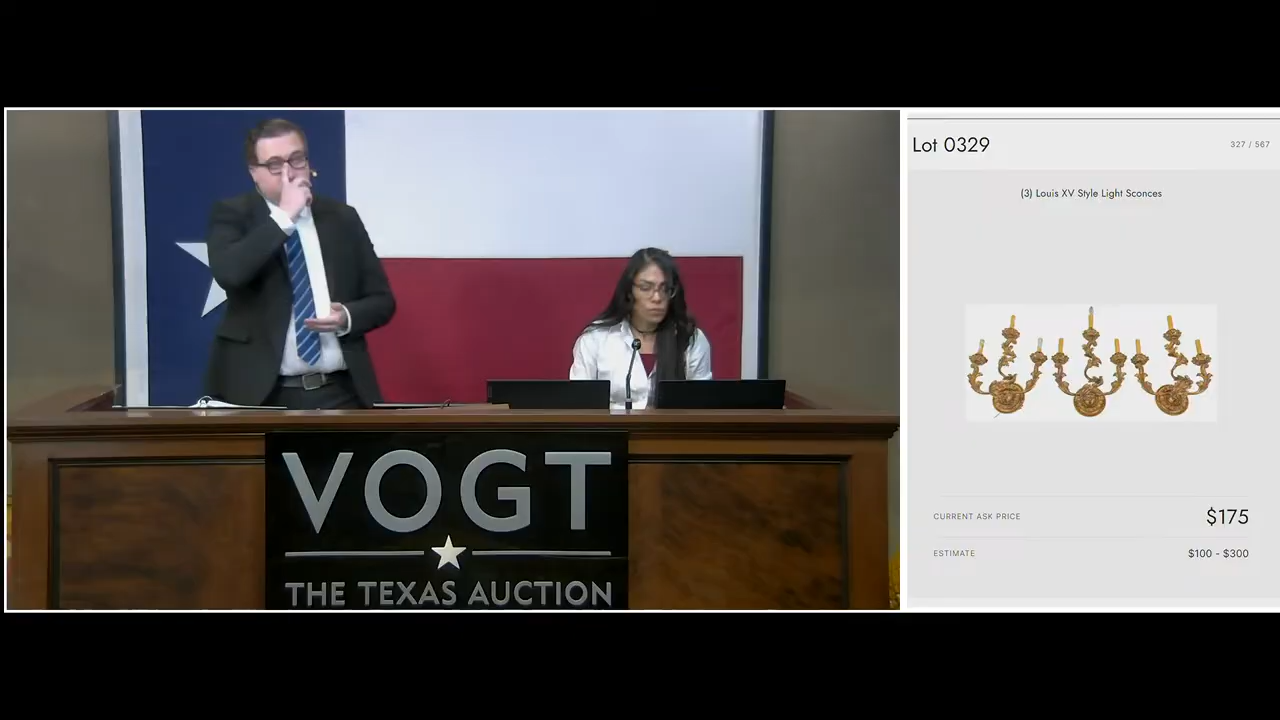 Lot 0329
327 / 567
(3) Louis XV Style Light Sconces
CURRENT ASK PRICE
$175
ESTIMATE
$100 - $300
VOGT
THE TEXAS AUCTION